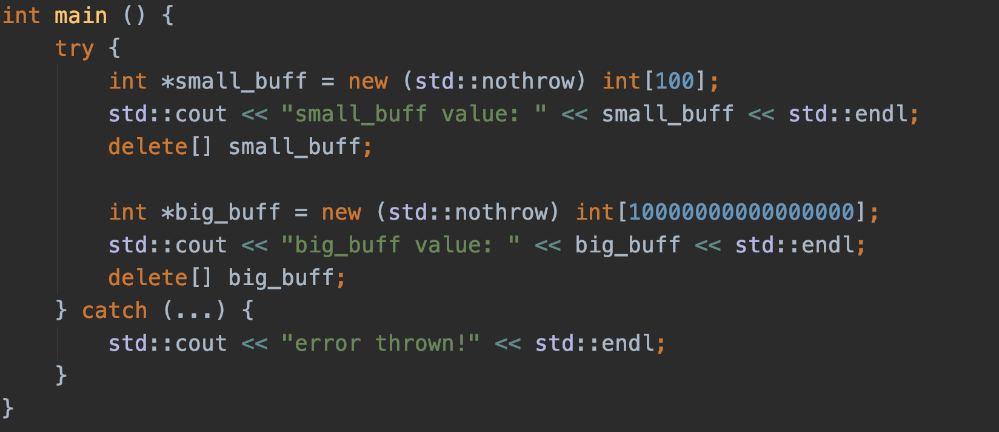 int main () {
    try {
        int *small_buff = new (std::nothrow) int[100];
        std::cout << "small_buff value: " << small_buff << std::endl;
        delete[] small_buff;

        int *big_buff = new (std::nothrow) int[10000000000000000];
        std::cout << "big_buff value: " << big_buff << std::endl;
        delete[] big_buff;
    } catch (...) {
        std::cout << "error thrown!" << std::endl;
    }
}